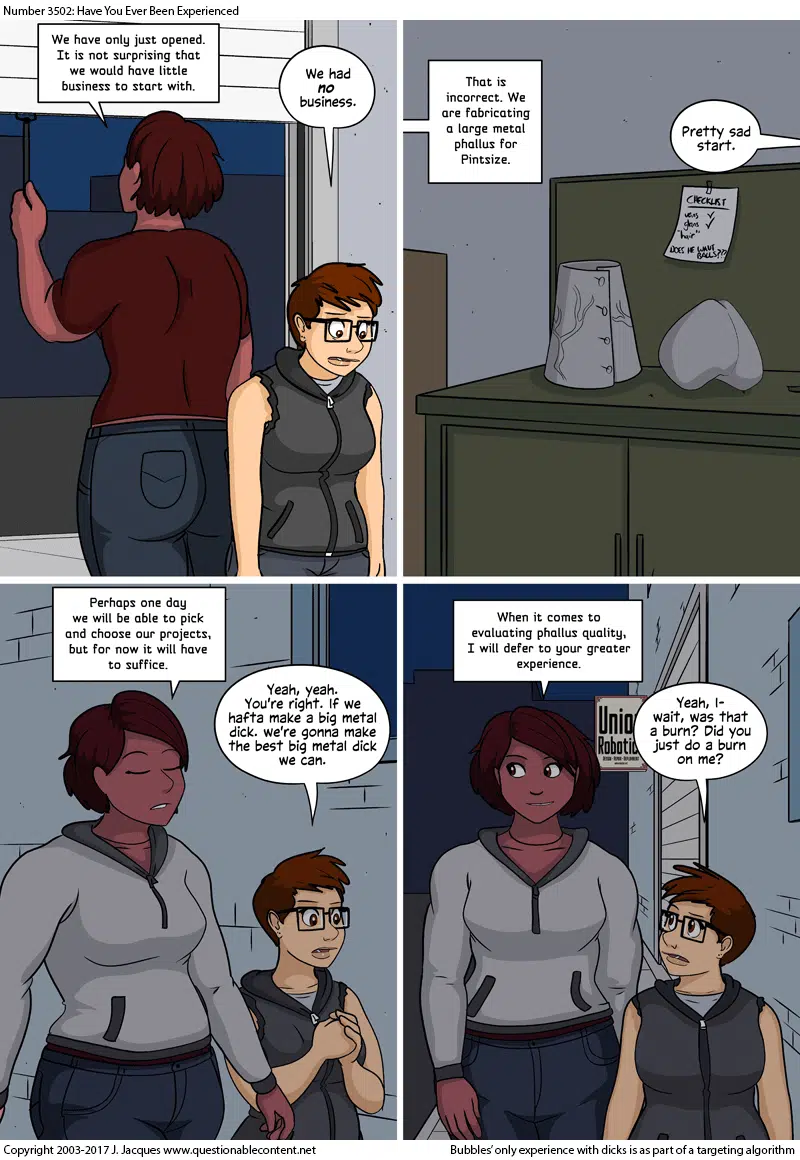 Number 3502: Have You Ever Been Experienced
We have only just opened.
It is not surprising that
we would have little
business to start with.
We had
no
business.
That is
incorrect. We
are fabricating
a large metal
phallus for
Pintsize.
Pretty sad
start.
CHECKLIST
veins ✓
glans ✓
"hair"
DOES HE WANT
BALLS???
Perhaps one day
we will be able to pick
and choose our projects,
but for now it will have
to suffice.
Yeah, yeah.
You're right. If we
hafta make a big metal
dick. we're gonna make
the best big metal dick
we can.
When it comes to
evaluating phallus quality,
I will defer to your greater
experience.
Unio
Robotic
Yeah, I-
wait, was that
a burn? Did you
just do a burn
on me?
Copyright 2003-2017 J. Jacques www.questionablecontent.net
Bubbles' only experience with dicks is as part of a targeting algorithm